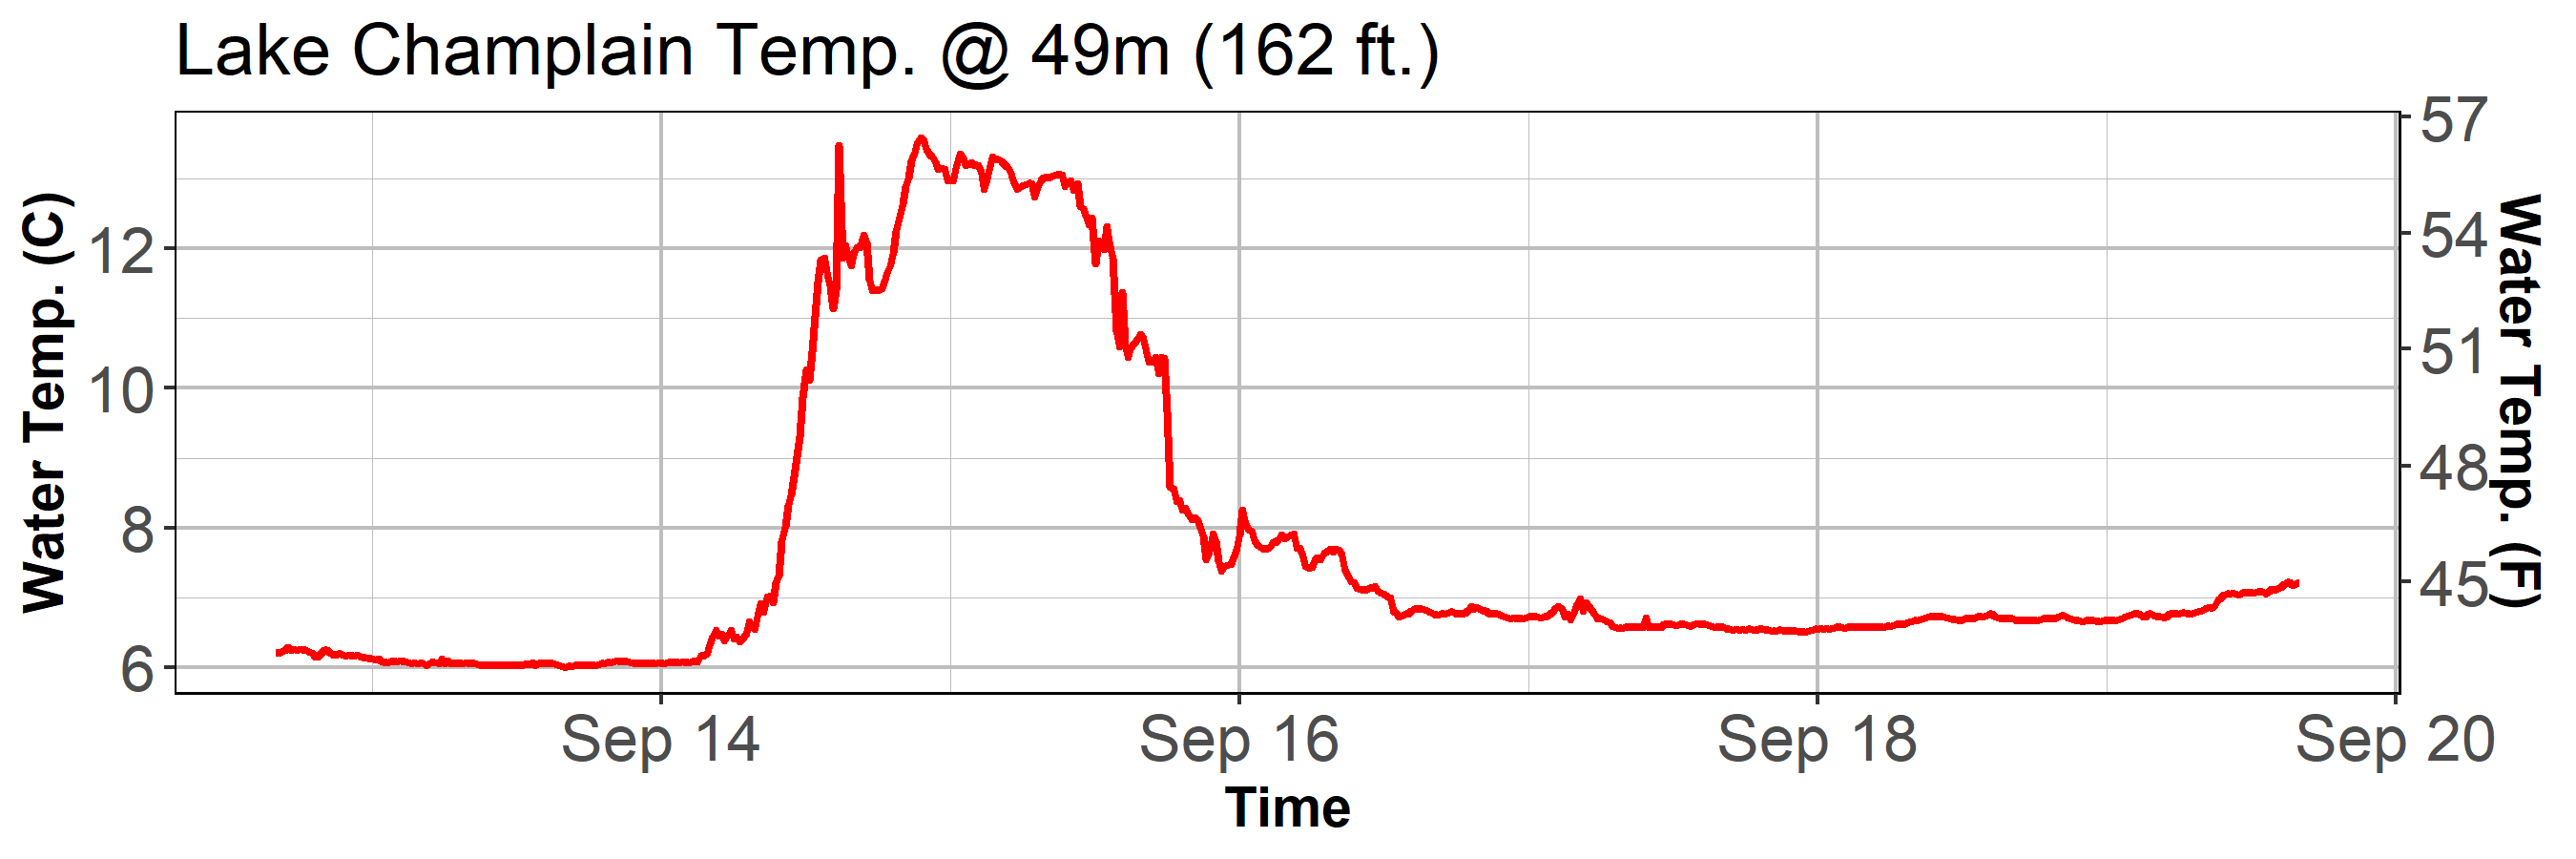 Lake Champlain Temp. @ 49m (162 ft.)
Water Temp. (C)
12
10
8
6
57
54
51
48
45
Water Temp. (F)
Sep 14
Sep 16
Sep 18
Sep 20
Time